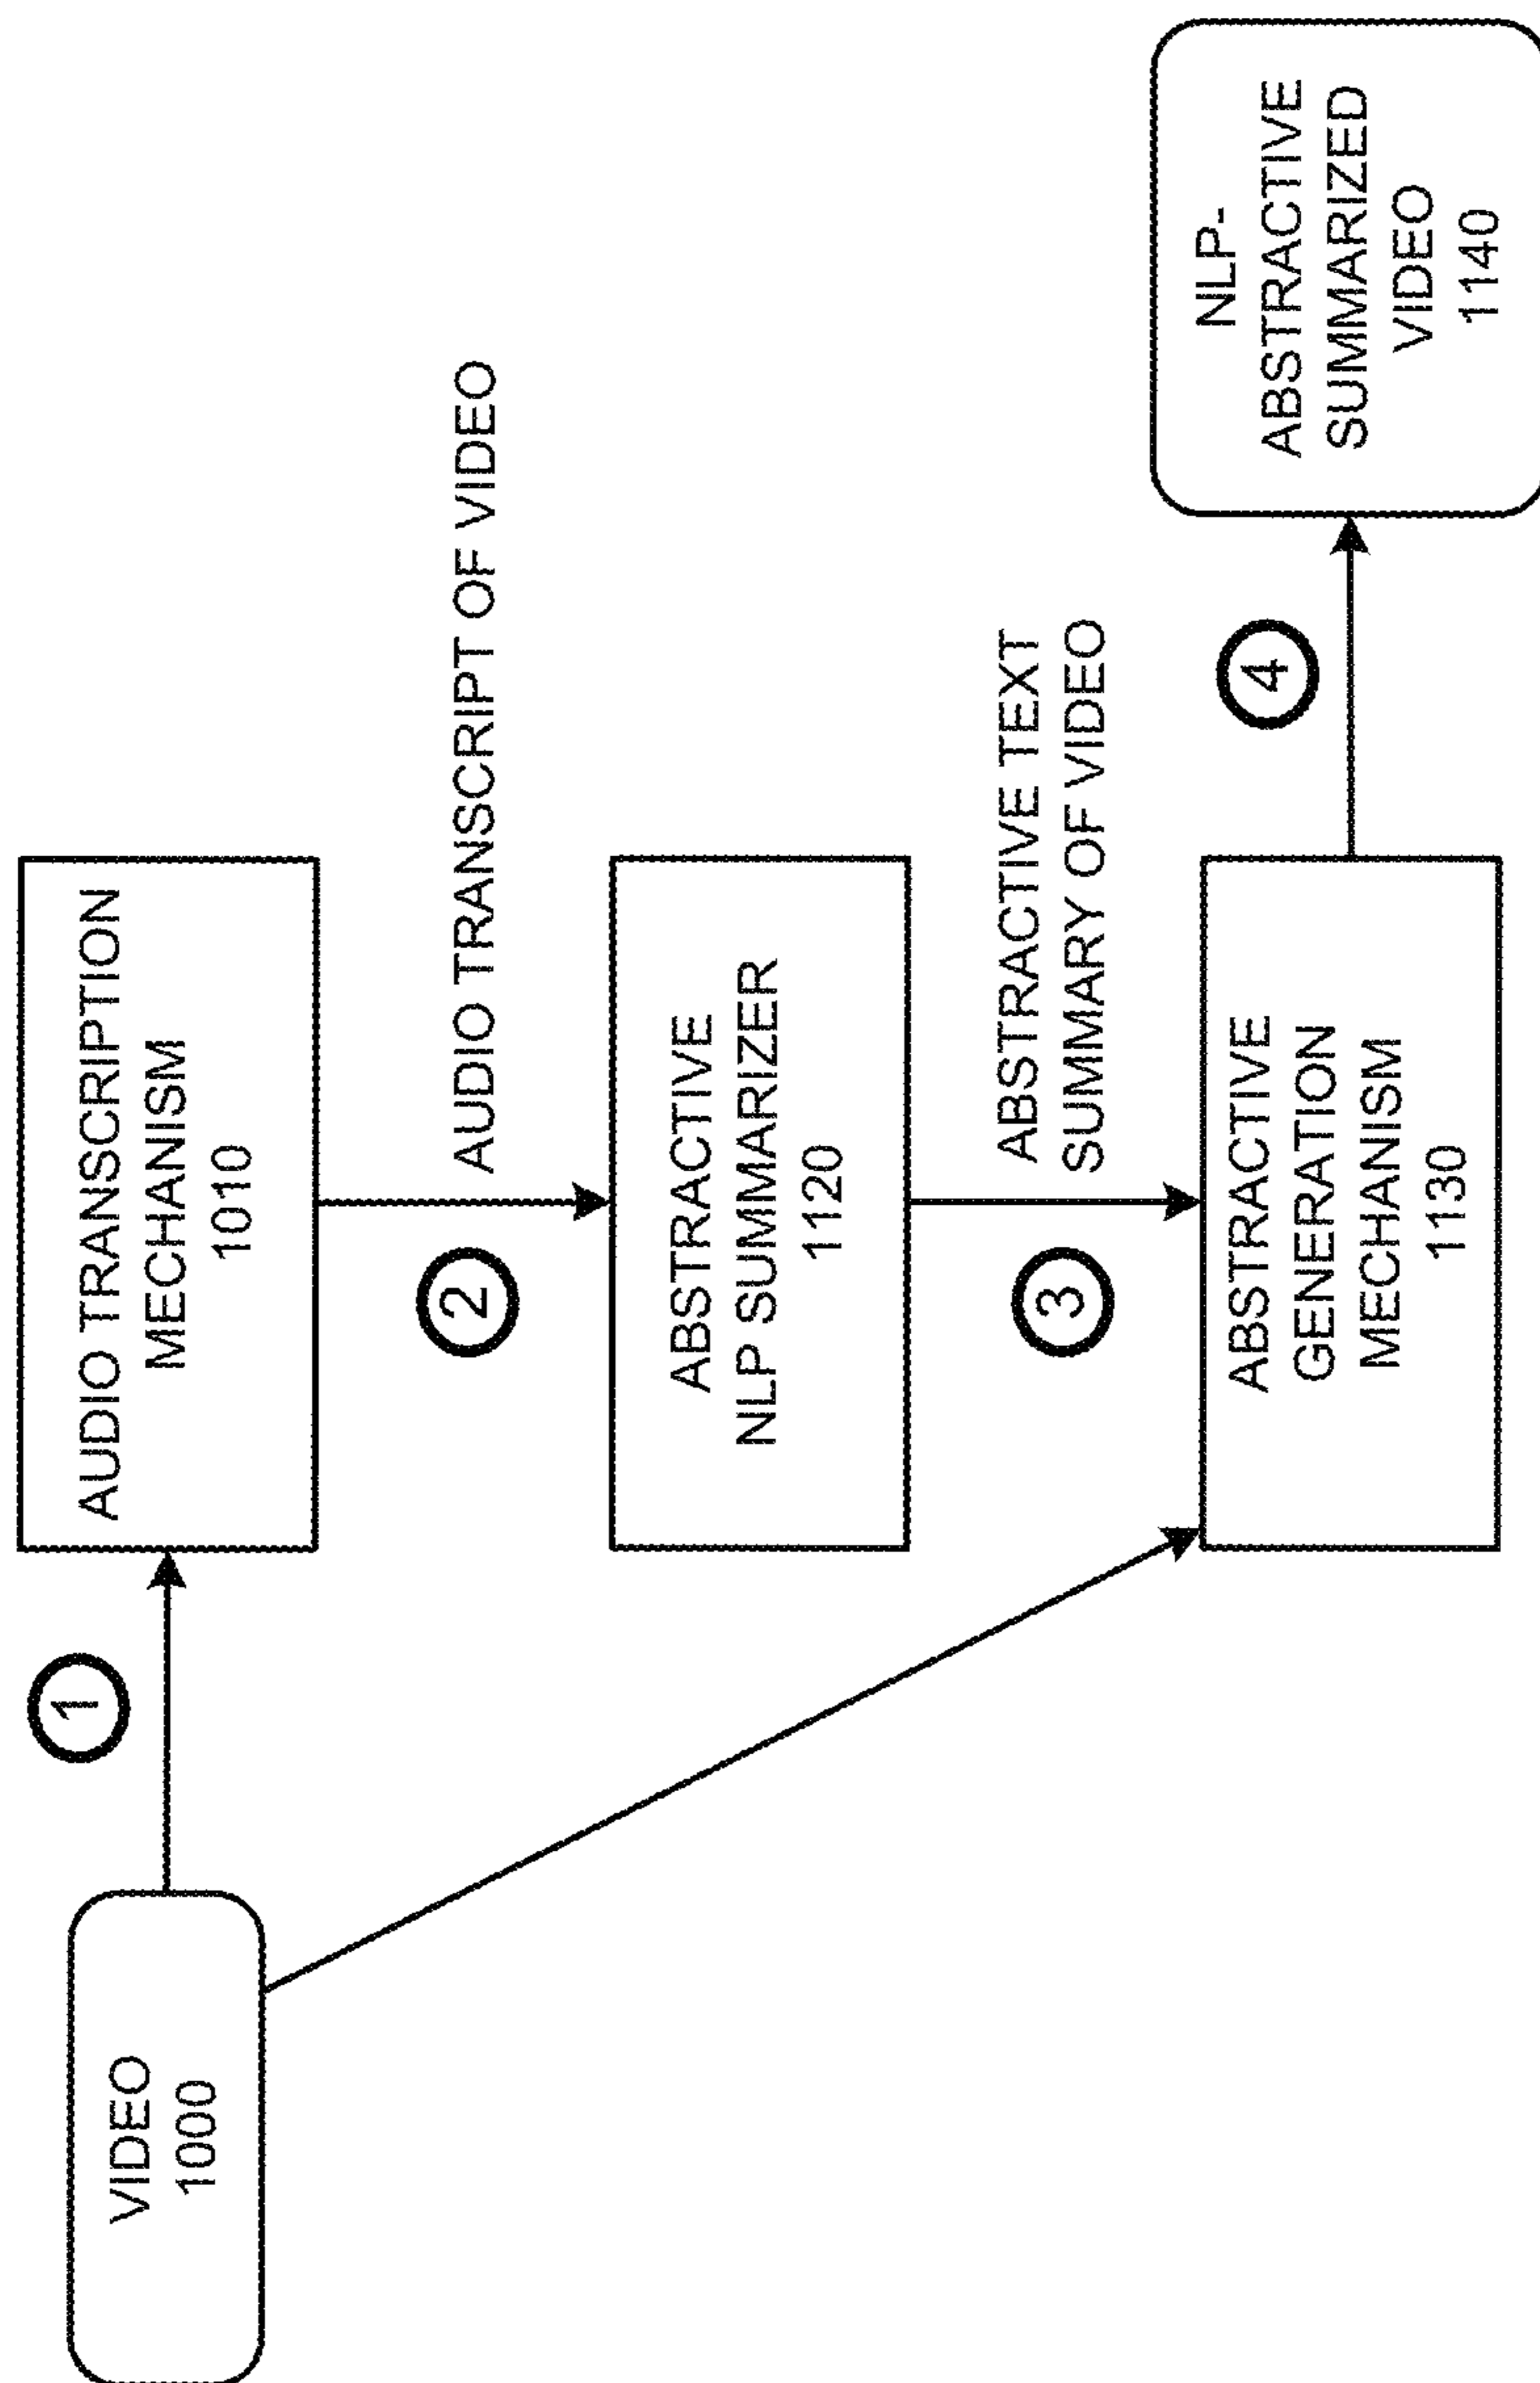 VIDEO
1000
1
AUDIO TRANSCRIPTION
MECHANISM
1010
2
AUDIO TRANSCRIPT OF VIDEO
ABSTRACTIVE
NLP SUMMARIZER
1120
3
ABSTRACTIVE TEXT
SUMMARY OF VIDEO
ABSTRACTIVE
GENERATION
MECHANISM
1130
4
NLP-
ABSTRACTIVE
SUMMARIZED
VIDEO
1140